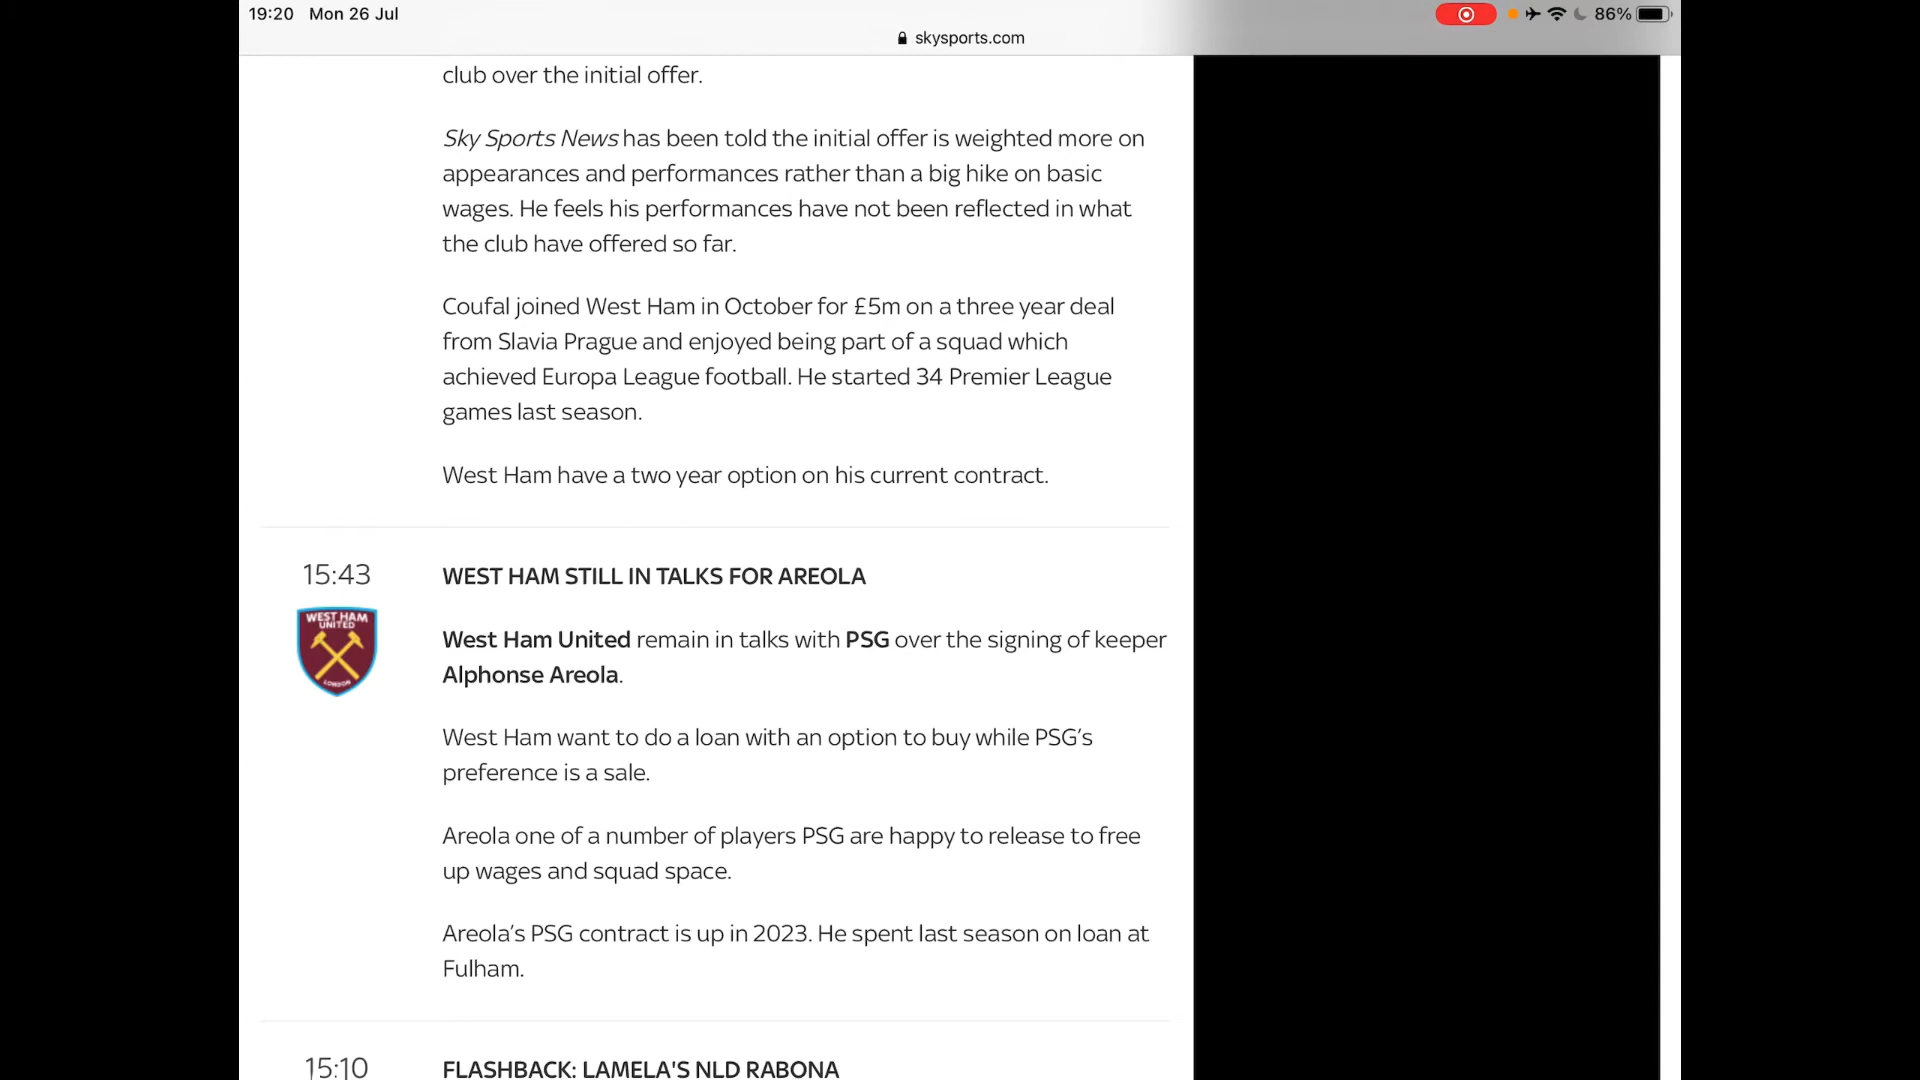 19:20 Mon 26 Jul
86%
skysports.com
club over the initial offer.
Sky Sports News has been told the initial offer is weighted more on
appearances and performances rather than a big hike on basic
wages. He feels his performances have not been reflected in what
the club have offered so far.
Coufal joined West Ham in October for £5m on a three year deal
from Slavia Prague and enjoyed being part of a squad which
achieved Europa League football. He started 34 Premier League
games last season.
West Ham have a two year option on his current contract.
15:43
WEST HAM STILL IN TALKS FOR AREOLA
WEST HAM
UNITED
LONDON
West Ham United remain in talks with PSG over the signing of keeper
Alphonse Areola.
West Ham want to do a loan with an option to buy while PSG's
preference is a sale.
Areola one of a number of players PSG are happy to release to free
up wages and squad space.
Areola's PSG contract is up in 2023. He spent last season on loan at
Fulham.
15:10
FLASHBACK: LAMELA'S NLD RABONA